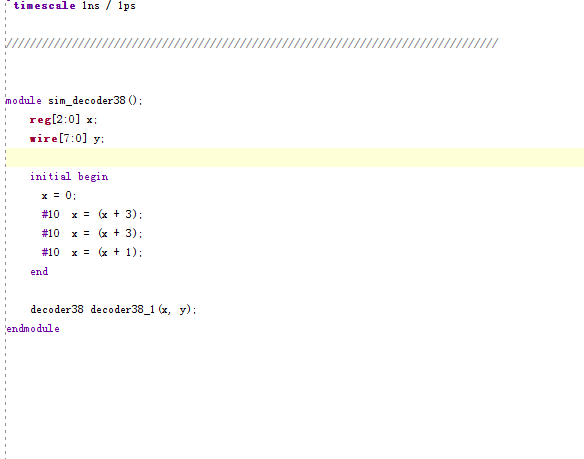 `timescale 1ns / 1ps
//////////////////////////////////////////////////////////////////////////////////
module sim_decoder38();
reg[2:0] x;
wire[7:0] y;
initial begin
x = 0;
#10 x = (x + 3);
#10 x = (x + 3);
#10 x = (x + 1);
end
decoder38 decoder38_1(x, y);
endmodule